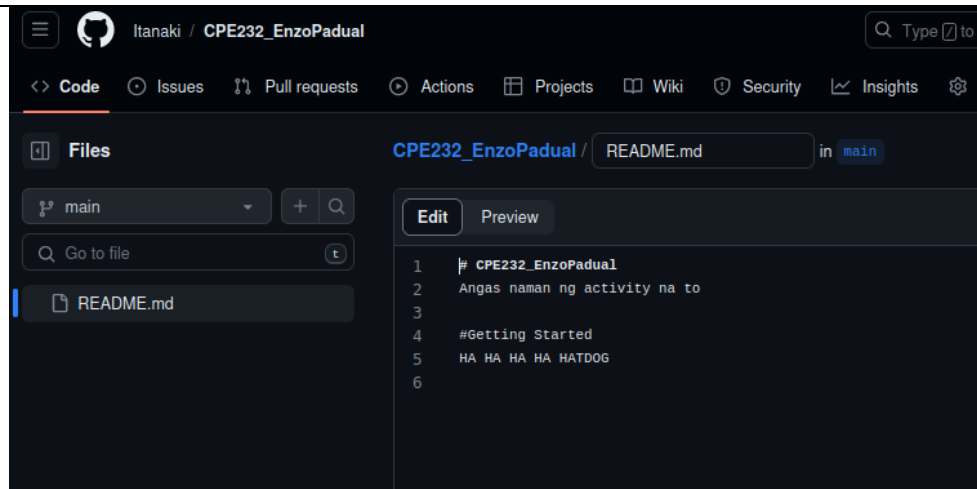 Itanaki / CPE232_EnzoPadual
Type / to
<> Code Issues Pull requests Actions Projects Wiki Security Insights
Files
CPE232_EnzoPadual / README.md in main
main
Go to file t
README.md
Edit Preview
1 # CPE232_EnzoPadual
2 Angas naman ng activity na to
3
4 #Getting Started
5 HA HA HA HA HATDOG
6